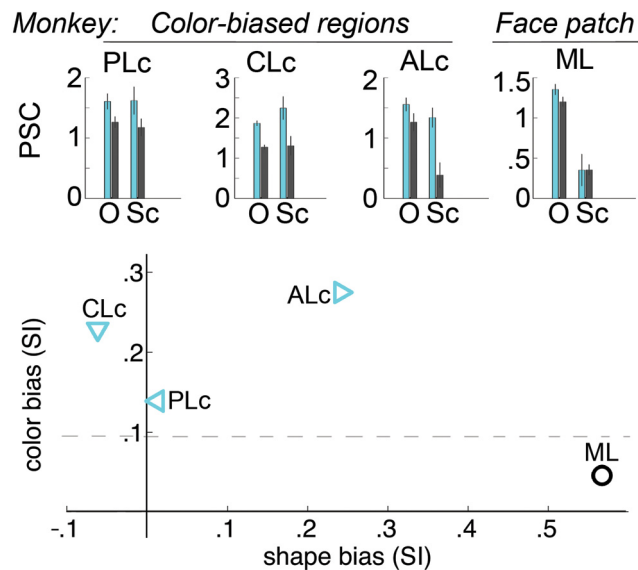 Monkey: Color-biased regions Face patch
PLc CLc ALc ML
PSC
2 3 2 1.5
2 1
1 1 1 .5
0 0 0 0
O Sc O Sc O Sc O Sc
color bias (SI)
.3
.2
.1
CLc
ALc
PLc
ML
-.1 0 .1 .2 .3 .4 .5
shape bias (SI)